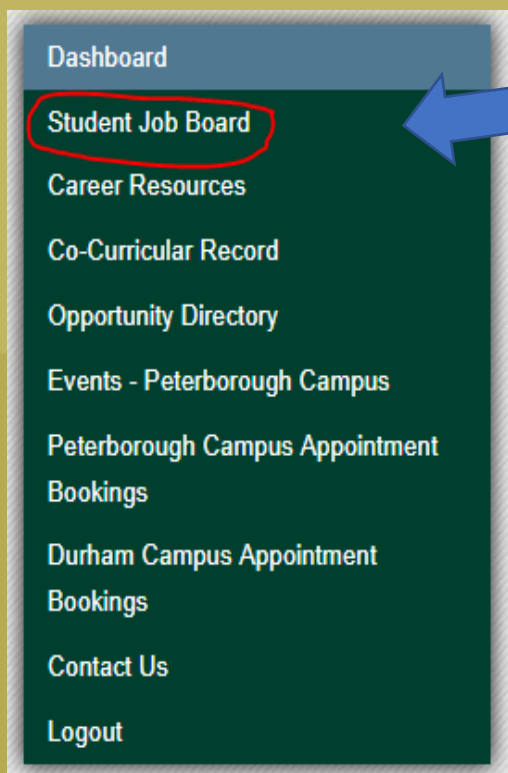 Dashboard
Student Job Board
Career Resources
Co-Curricular Record
Opportunity Directory
Events - Peterborough Campus
Peterborough Campus Appointment
Bookings
Durham Campus Appointment
Bookings
Contact Us
Logout